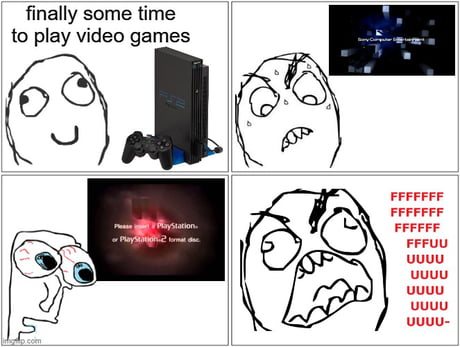 finally some time
to play video games
Sony Computer Entertainment
Please insert a PlayStation®
or PlayStation®2 format disc.
FFFFFFF
FFFFFFF
FFFFFF
FFFUU
UUUU
UUUU
UUUU
UUUU
UUUU-
imgflip.com